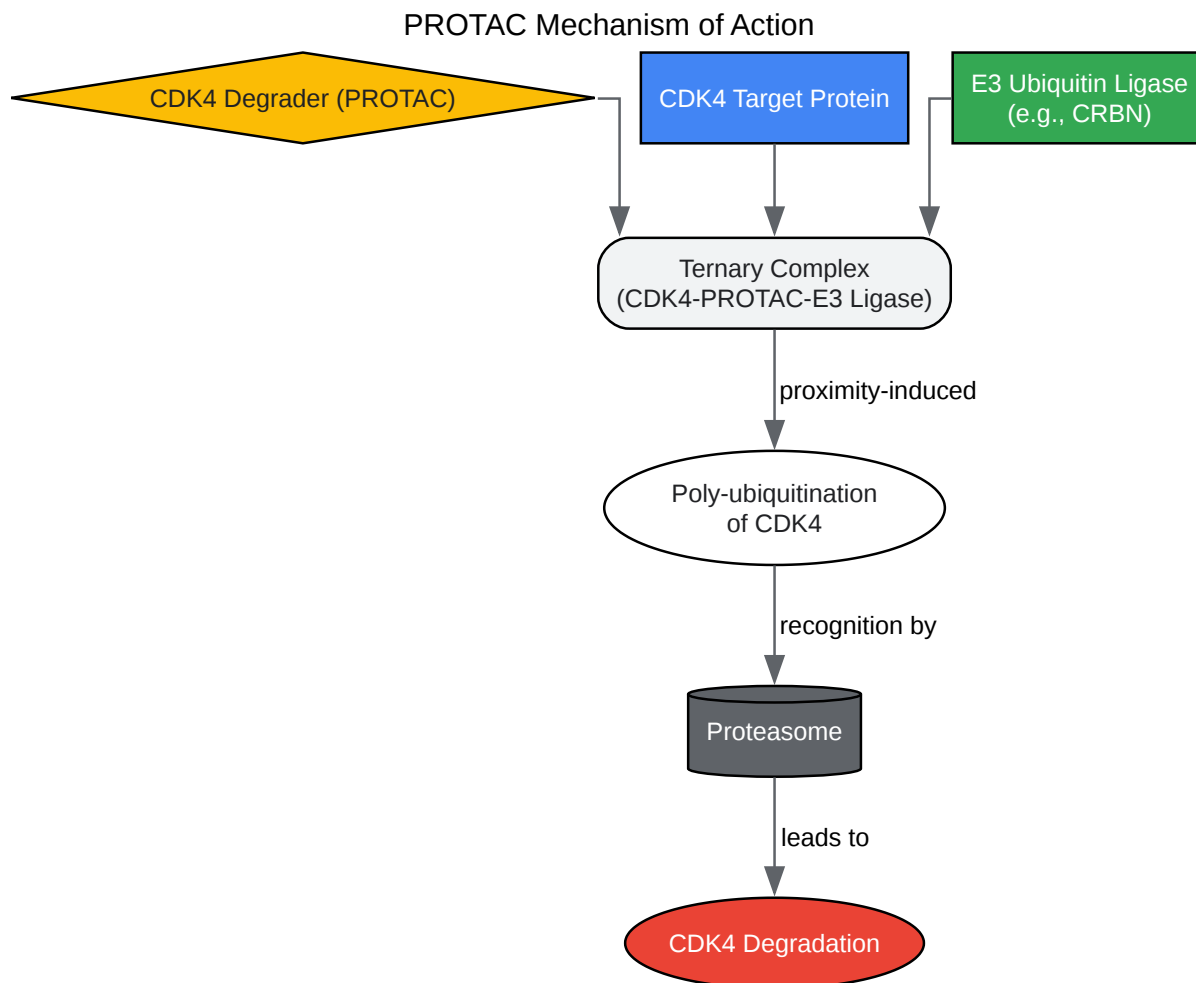 PROTAC Mechanism of Action
CDK4 Degrader (PROTAC)
CDK4 Target Protein
E3 Ubiquitin Ligase
(e.g., CRBN)
Ternary Complex
(CDK4-PROTAC-E3 Ligase)
proximity-induced
Poly-ubiquitination
of CDK4
recognition by
Proteasome
leads to
CDK4 Degradation